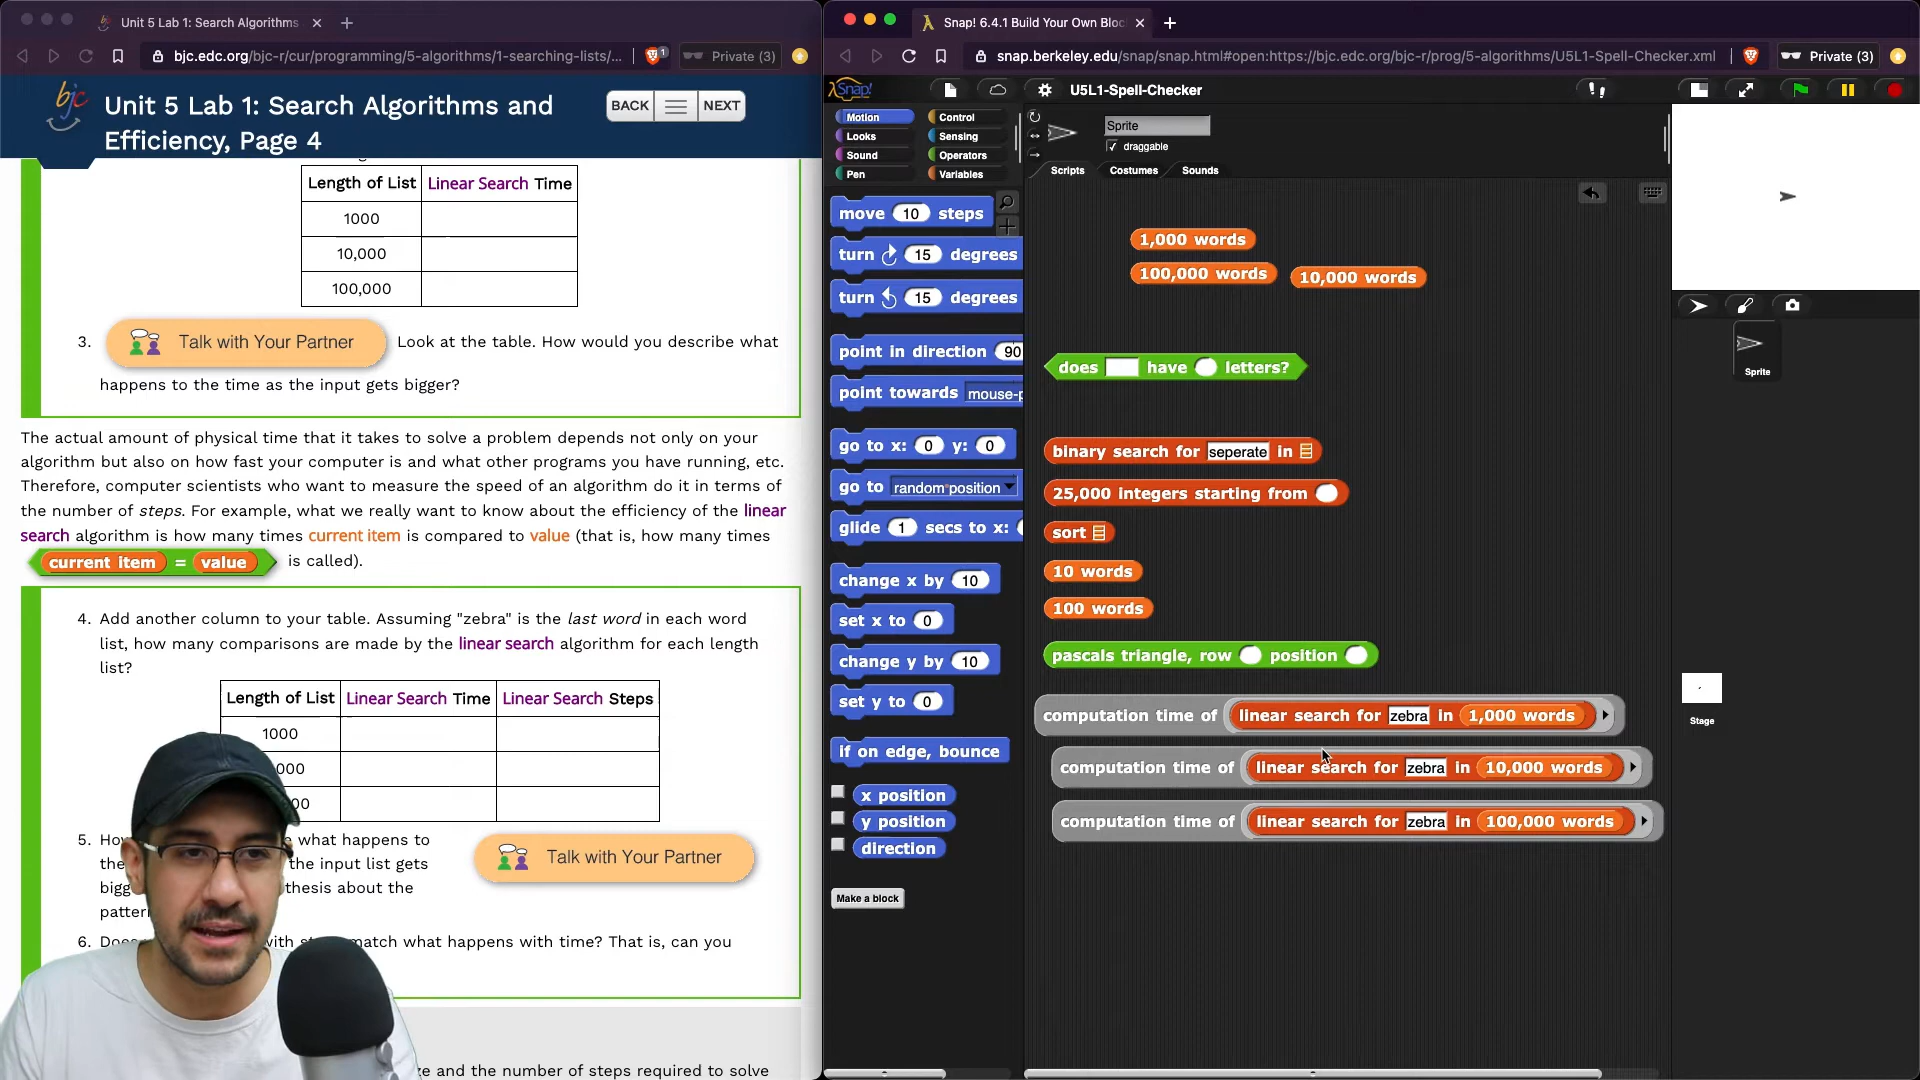 Unit 5 Lab 1: Search Algorithms
bjc.edc.org/bjc-r/cur/programming/5-algorithms/1-searching-lists/...
1
Private (3)
bjc
Unit 5 Lab 1: Search Algorithms and
Efficiency, Page 4
BACK
NEXT
Length of List Linear Search Time
1000
10,000
100,000
3. Talk with Your Partner Look at the table. How would you describe what
happens to the time as the input gets bigger?
The actual amount of physical time that it takes to solve a problem depends not only on your
algorithm but also on how fast your computer is and what other programs you have running, etc.
Therefore, computer scientists who want to measure the speed of an algorithm do it in terms of
the number of steps. For example, what we really want to know about the efficiency of the linear
search algorithm is how many times current item is compared to value (that is, how many times
current item = value is called).
4. Add another column to your table. Assuming "zebra" is the last word in each word
list, how many comparisons are made by the linear search algorithm for each length
list?
Length of List Linear Search Time Linear Search Steps
1000
000
00
5. what happens to
the the input list gets
bigg thesis about the
patter
Talk with Your Partner
6. Does with match what happens with time? That is, can you
ze and the number of steps required to solve
Snap! 6.4.1 Build Your Own Bloc
snap.berkeley.edu/snap/snap.html#open:https://bjc.edc.org/bjc-r/prog/5-algorithms/U5L1-Spell-Checker.xml
Private (3)
Snap!
U5L1-Spell-Checker
Motion Control
Looks Sensing
Sound Operators
Pen Variables
Sprite
draggable
Scripts Costumes Sounds
move 10 steps
turn 15 degrees
turn 15 degrees
point in direction 90
point towards mouse-p
go to x: 0 y: 0
go to random position
glide 1 secs to x:
change x by 10
set x to 0
change y by 10
set y to 0
if on edge, bounce
x position
y position
direction
Make a block
1,000 words
100,000 words
10,000 words
does have letters?
binary search for seperate in
25,000 integers starting from
sort
10 words
100 words
pascals triangle, row position
computation time of linear search for zebra in 1,000 words
computation time of linear search for zebra in 10,000 words
computation time of linear search for zebra in 100,000 words
Sprite
Stage